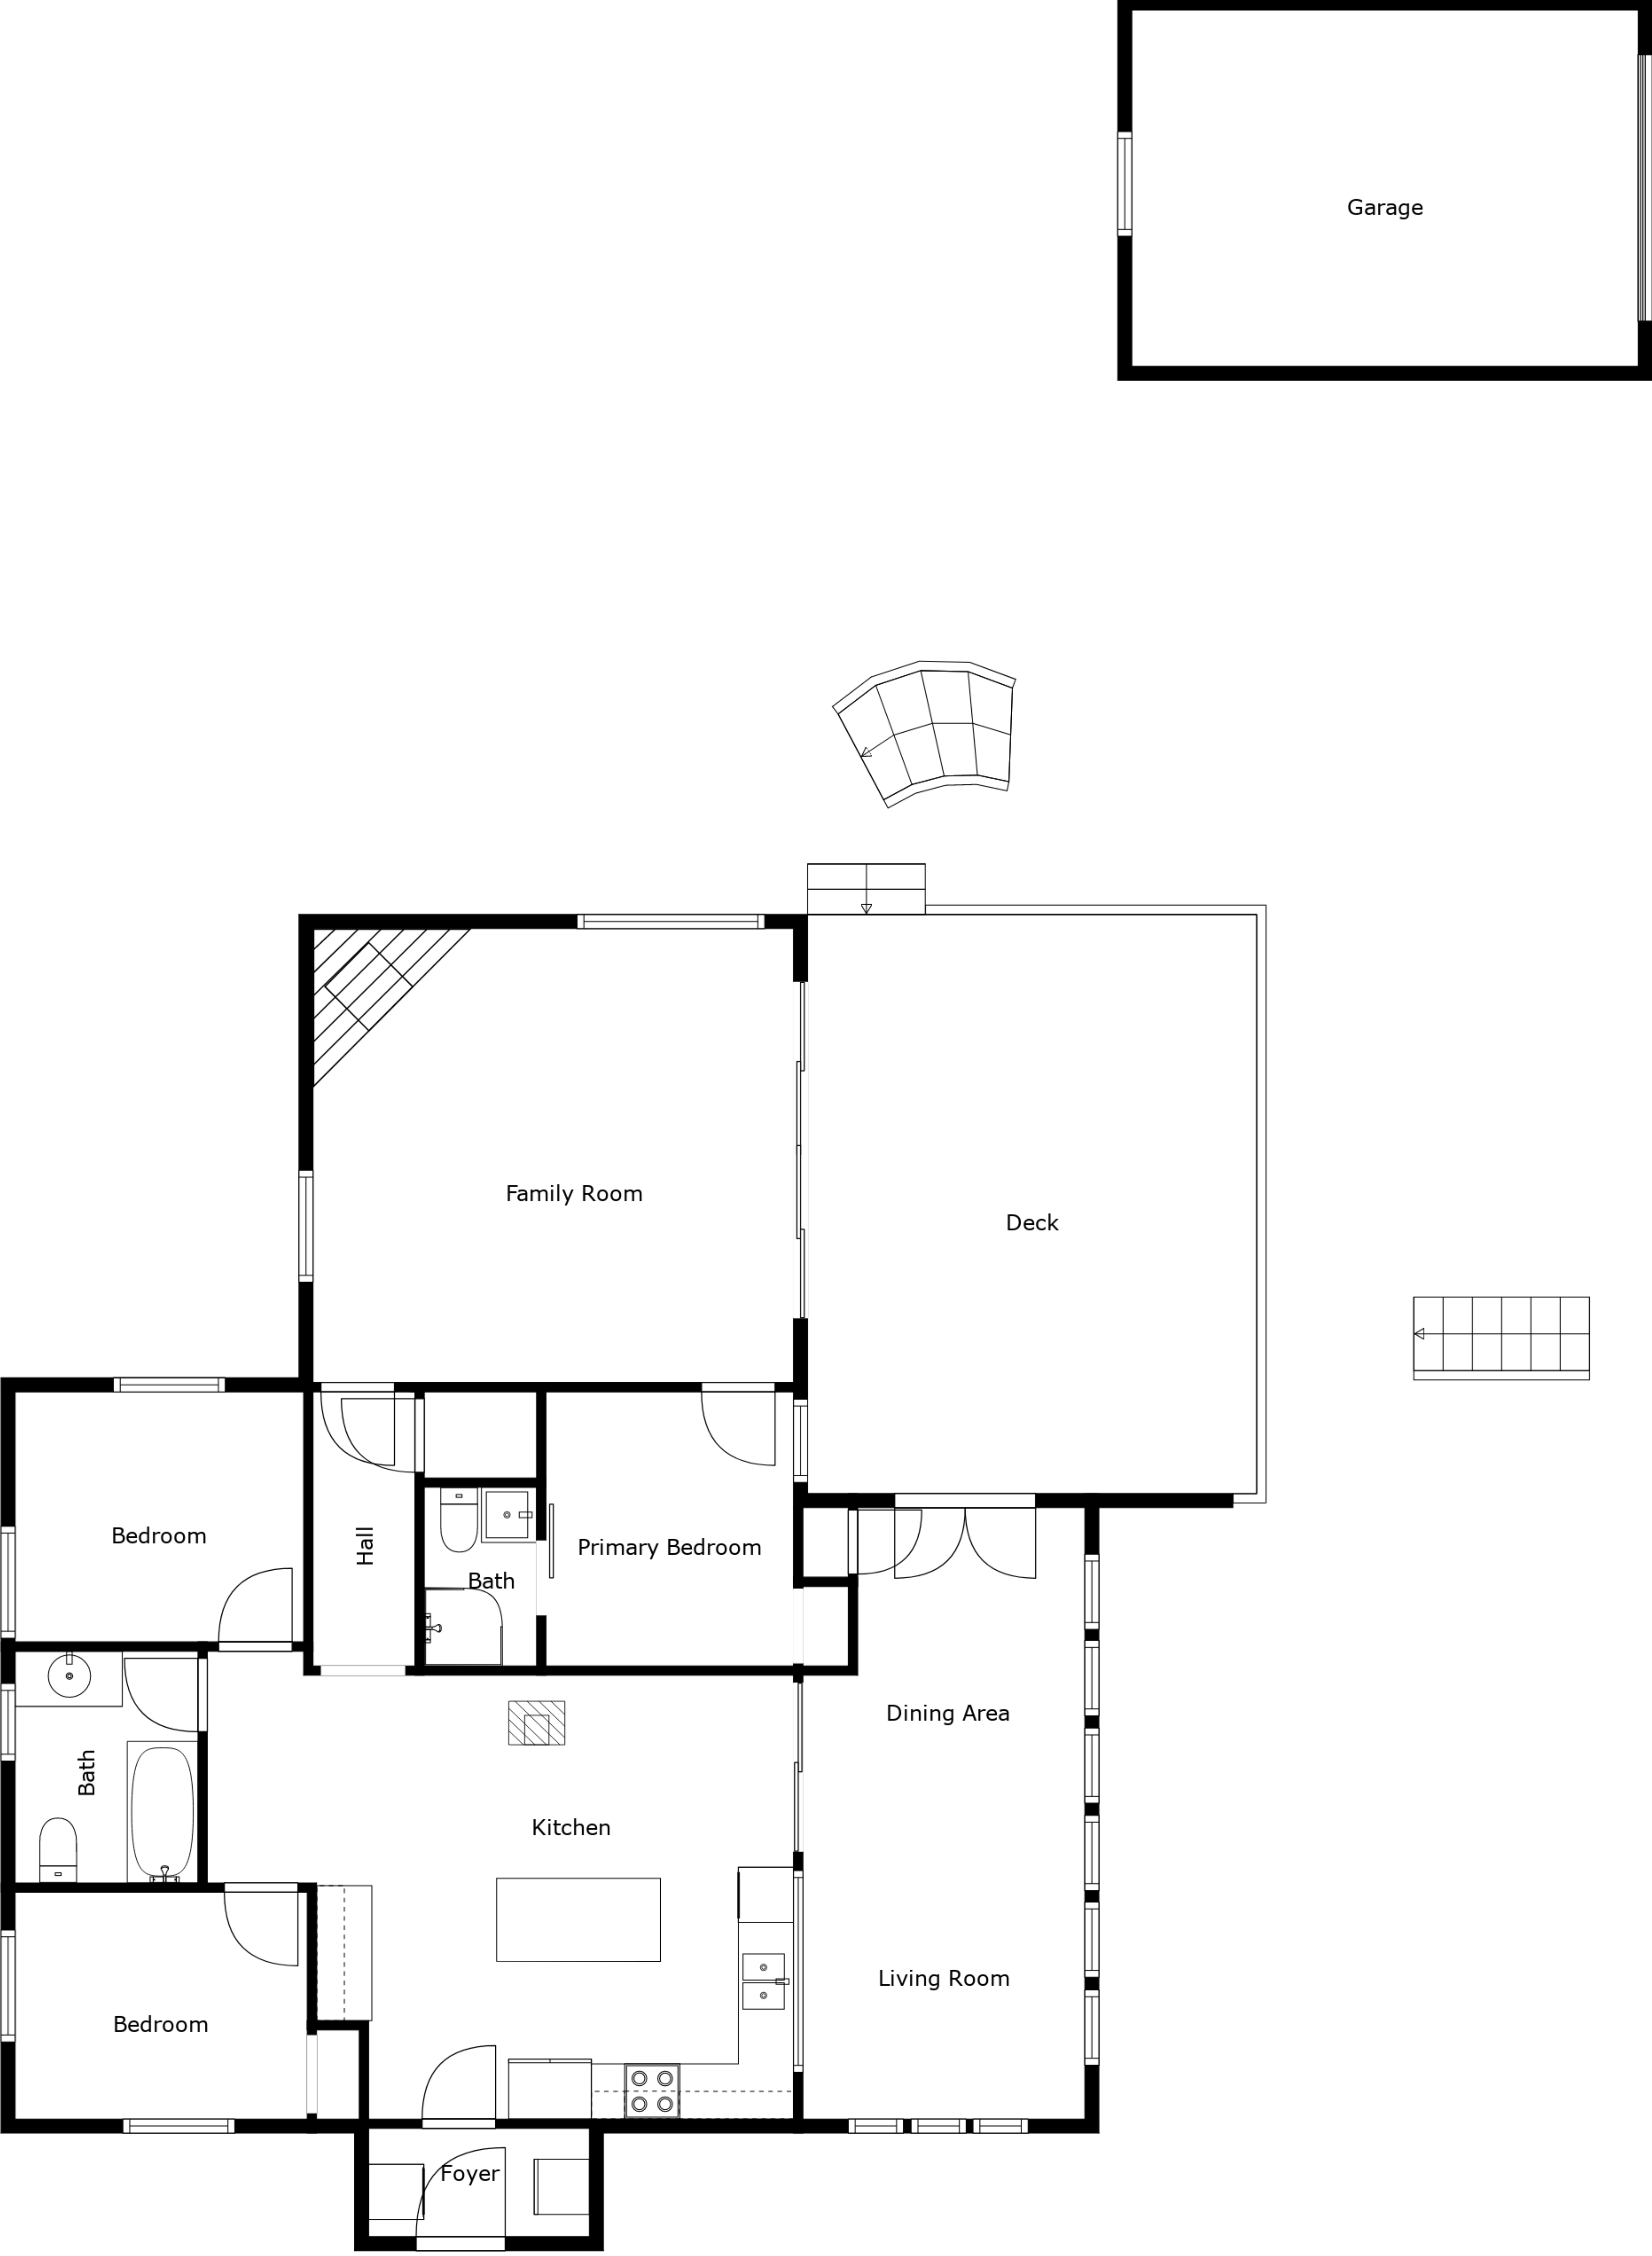 Garage
Family Room
Deck
Bedroom
Hall
Primary Bedroom
Bath
Dining Area
Bath
Kitchen
Living Room
Bedroom
Foyer